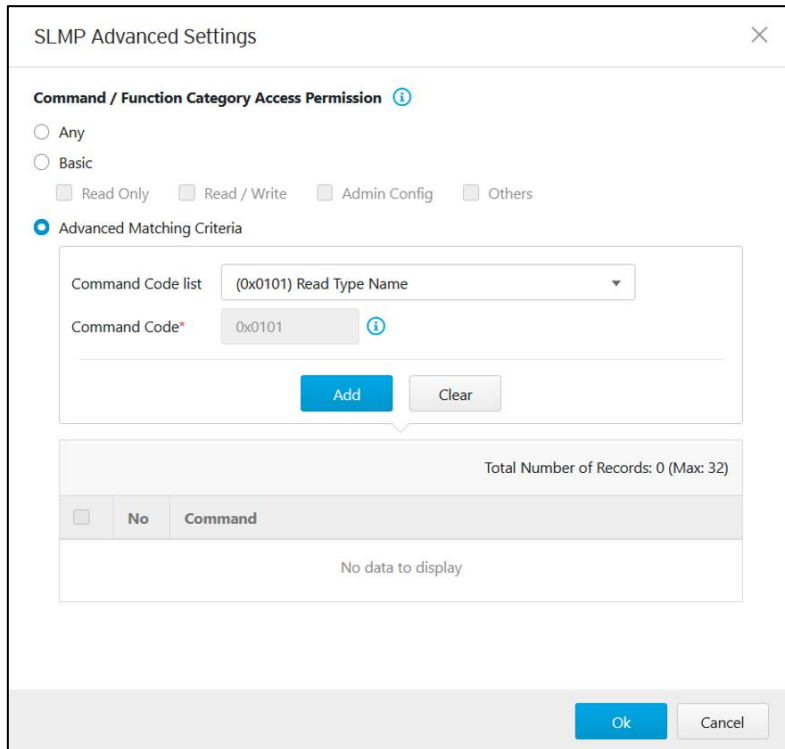 SLMP Advanced Settings
Command / Function Category Access Permission
Any
Basic
Read Only Read / Write Admin Config Others
Advanced Matching Criteria
Command Code list (0x0101) Read Type Name
Command Code* 0x0101
Add Clear
Total Number of Records: 0 (Max: 32)
No Command
No data to display
Ok Cancel